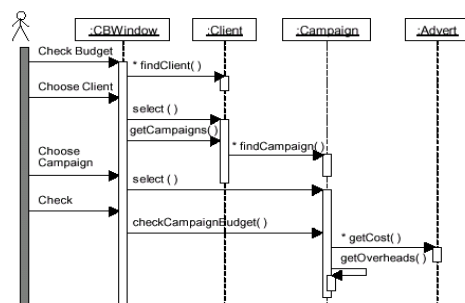 :CBWindow :Client :Campaign :Advert
Check Budget
* findClient( )
Choose Client
select ( )
getCampaigns( )
* findCampaign( )
Choose
Campaign
select ( )
Check
checkCampaignBudget( )
* getCost( )
getOverheads( )